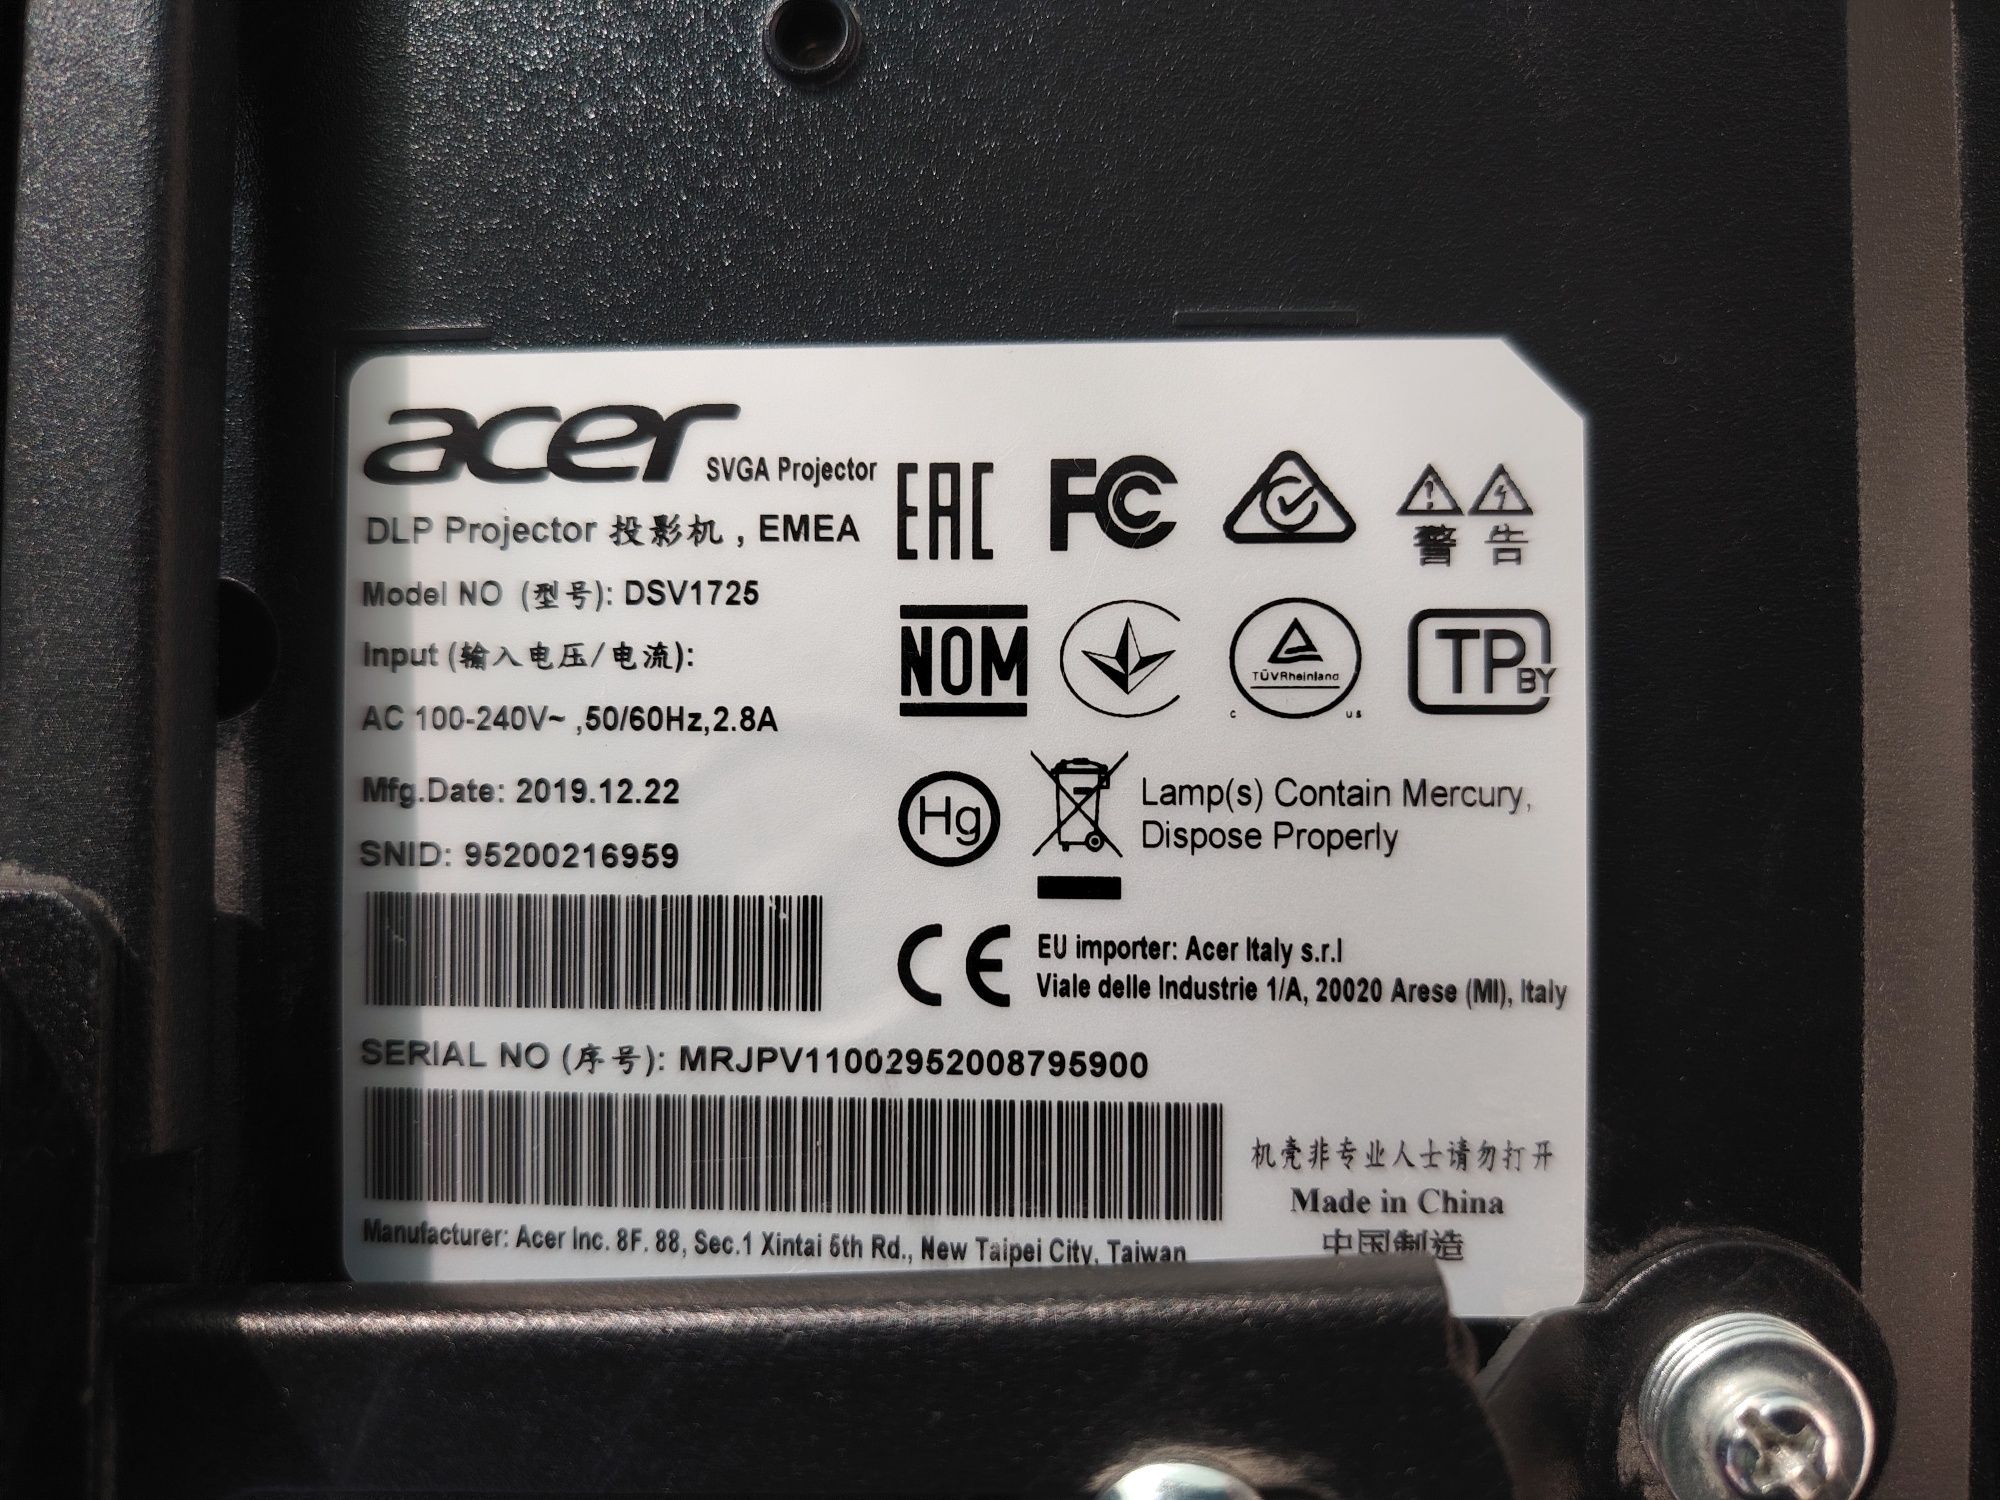 acer SVGA Projector
DLP Projector 投影机 , EMEA
Model NO (型号): DSV1725
Input (输入电压/电流):
AC 100-240V~ ,50/60Hz,2.8A
Mfg.Date: 2019.12.22
SNID: 95200216959
EAC FC
警告
NOM
TÜVRheinland
C US
TP BY
Hg
Lamp(s) Contain Mercury,
Dispose Properly
CE
EU importer: Acer Italy s.r.l
Viale delle Industrie 1/A, 20020 Arese (MI), Italy
SERIAL NO (序号): MRJPV11002952008795900
机壳非专业人士请勿打开
Made in China
中国制造
Manufacturer: Acer Inc. 8F. 88, Sec.1 Xintai 5th Rd., New Taipei City, Taiwan